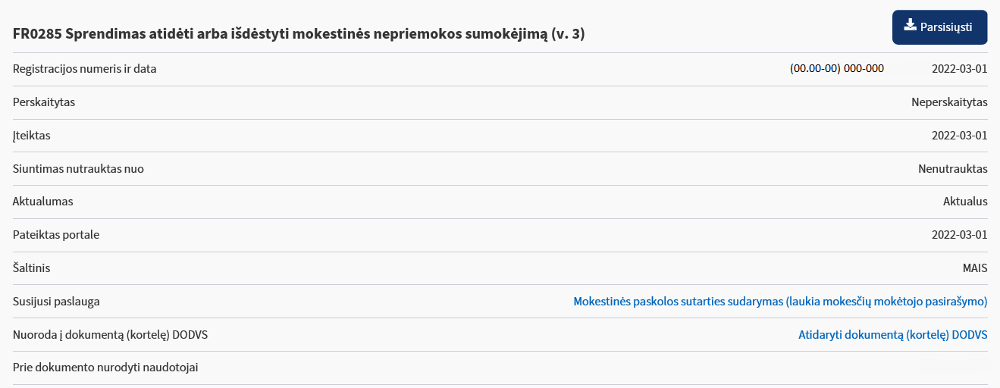 FR0285 Sprendimas atidėti arba išdėstyti mokestinės nepriemokos sumokėjimą (v. 3) Parsisiųsti
Registracijos numeris ir data (00.00-00) 000-000 2022-03-01
Perskaitytas Neperskaitytas
Įteiktas 2022-03-01
Siuntimas nutrauktas nuo Nenutrauktas
Aktualumas Aktualus
Pateiktas portale 2022-03-01
Šaltinis MAIS
Susijusi paslauga Mokestinės paskolos sutarties sudarymas (laukia mokesčių mokėtojo pasirašymo)
Nuoroda į dokumentą (kortelę) DODVS Atidaryti dokumentą (kortelę) DODVS
Prie dokumento nurodyti naudotojai